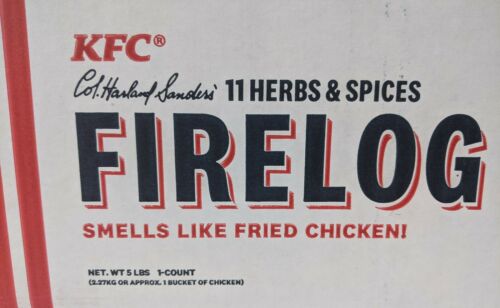 KFC®
Col. Harland Sanders' 11 HERBS & SPICES
FIRELOG
SMELLS LIKE FRIED CHICKEN!
NET. WT 5 LBS 1-COUNT
(2.27KG OR APPROX. 1 BUCKET OF CHICKEN)